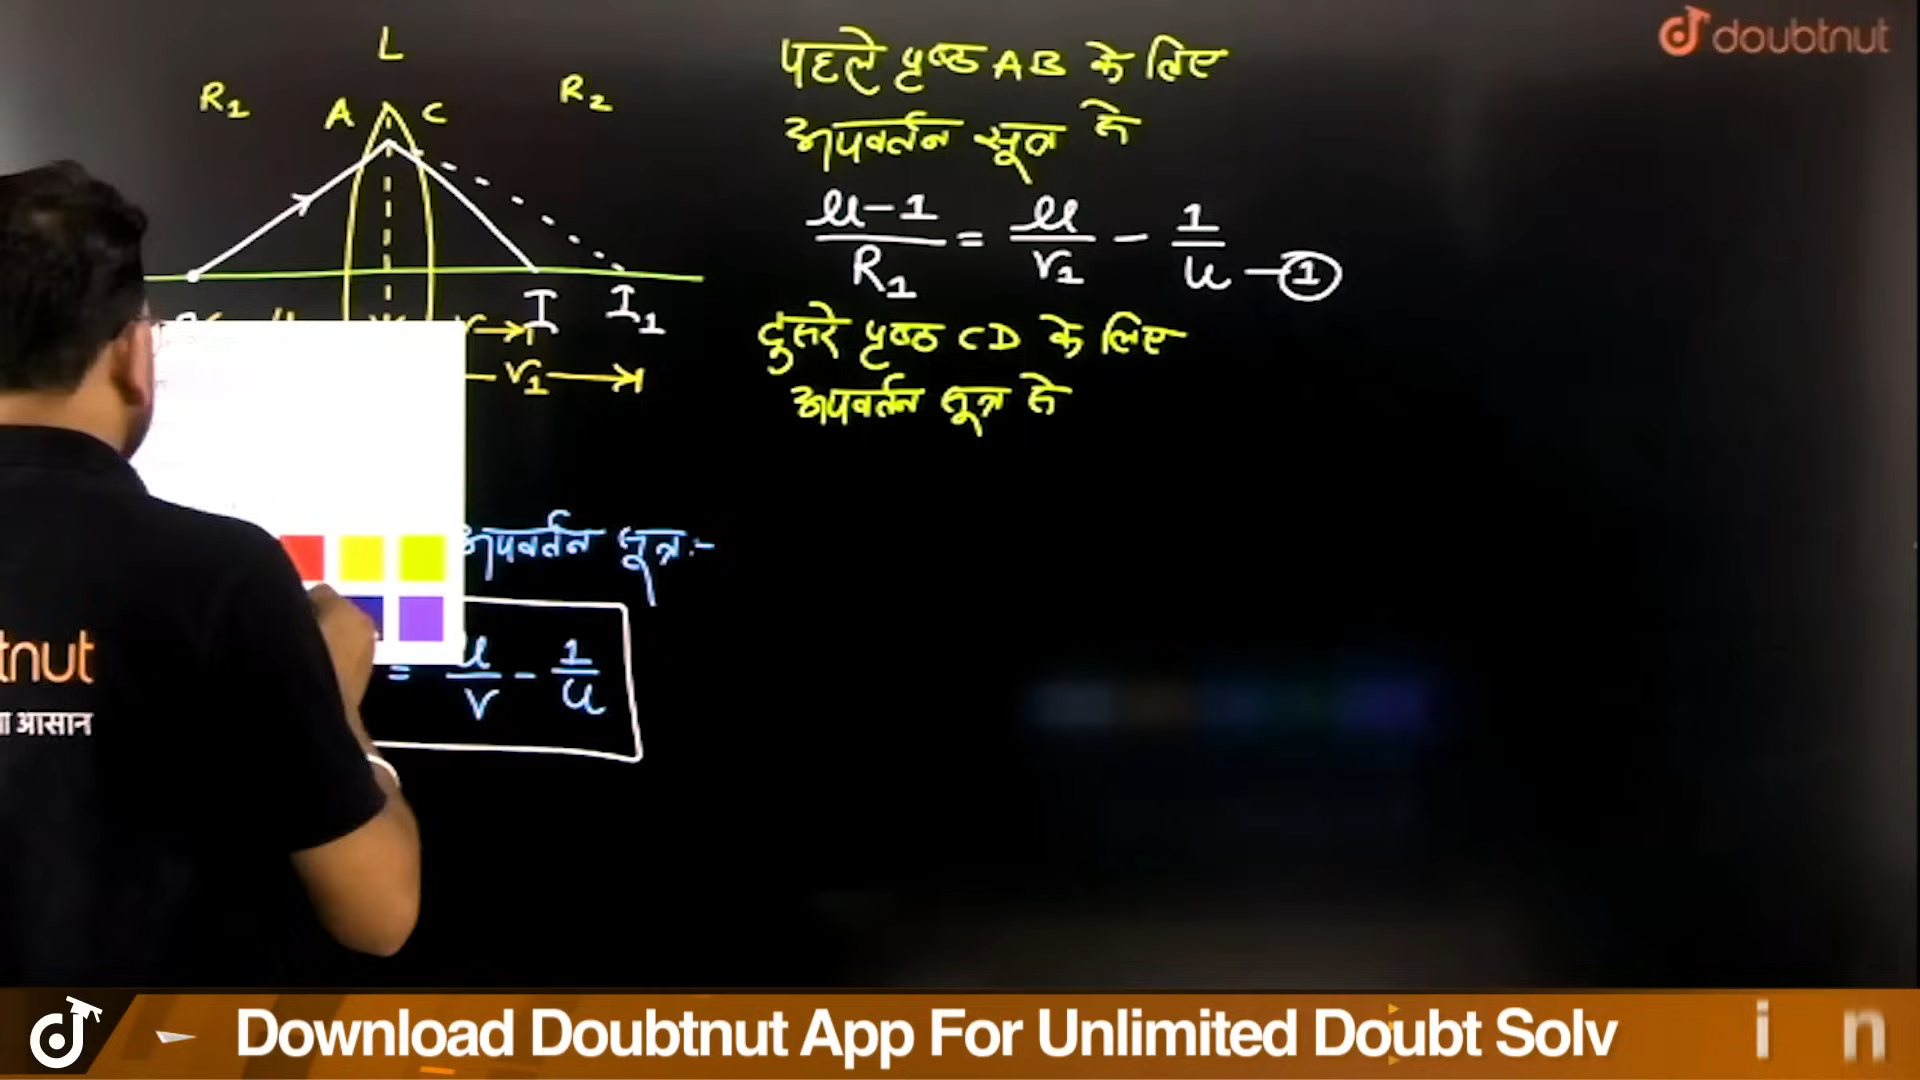 doubtnut
L
R₁ A C R₂
I I₁
v₁
पहले पृष्ठ AB के लिए
अपवर्तन सूत्र से
μ-1/R₁ = μ/v₁ - 1/u —①
दुसरे पृष्ठ CD के लिए
अपवर्तन सूत्र से
अपवर्तन सूत्र:-
= μ/v - 1/u
tnut
आसान
Download Doubtnut App For Unlimited Doubt Solv i n